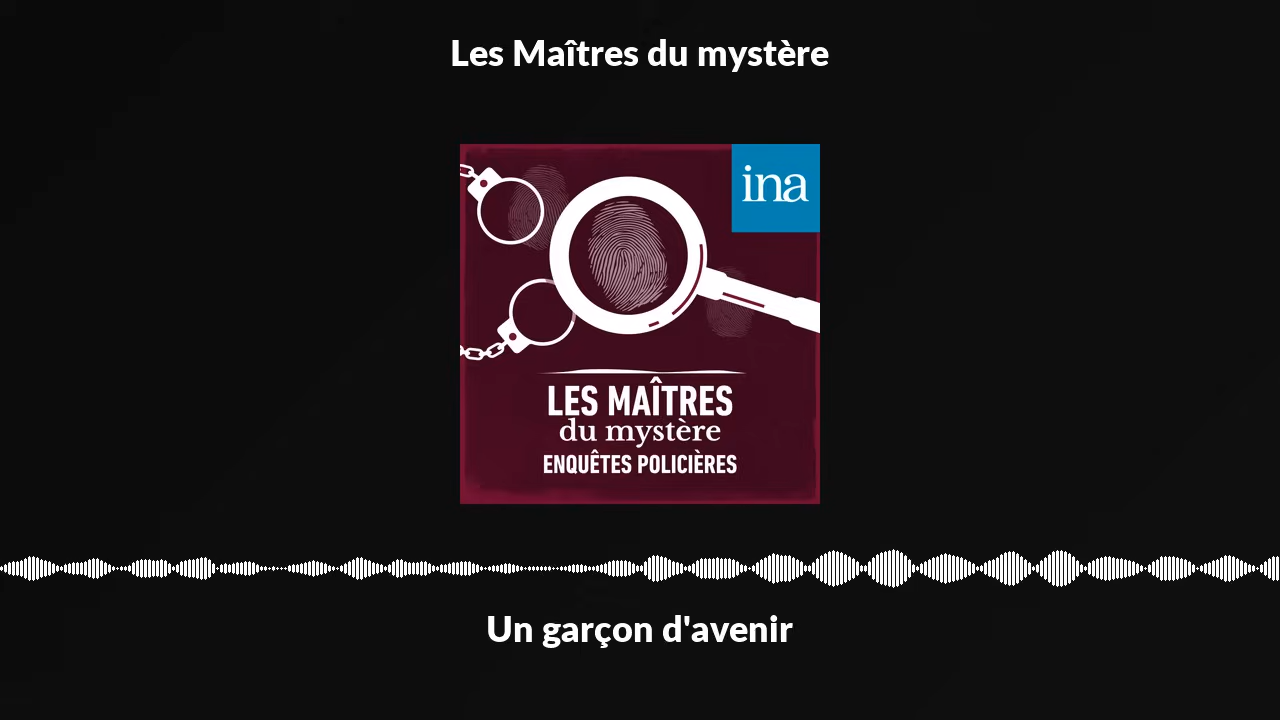 Les Maîtres du mystère
ina
LES MAÎTRES
du mystère
ENQUÊTES POLICIÈRES
Un garçon d'avenir